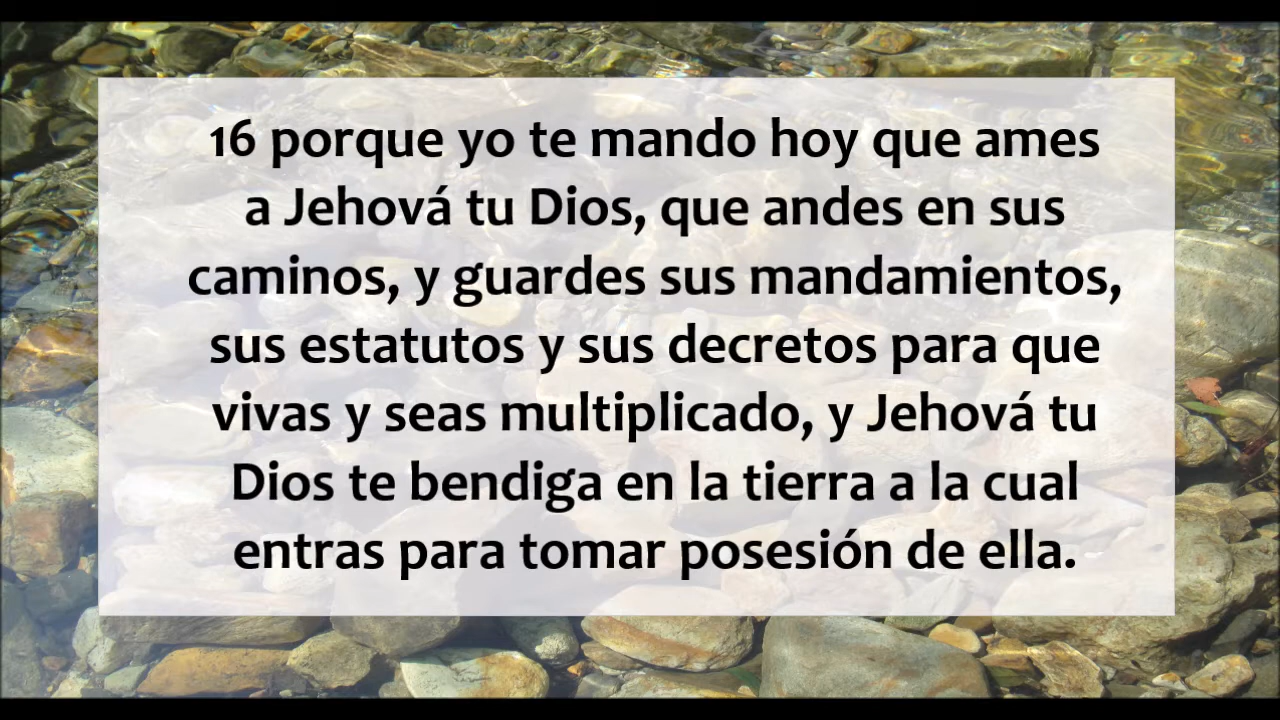 16 porque yo te mando hoy que ames
a Jehová tu Dios, que andes en sus
caminos, y guardes sus mandamientos,
sus estatutos y sus decretos para que
vivas y seas multiplicado, y Jehová tu
Dios te bendiga en la tierra a la cual
entras para tomar posesión de ella.